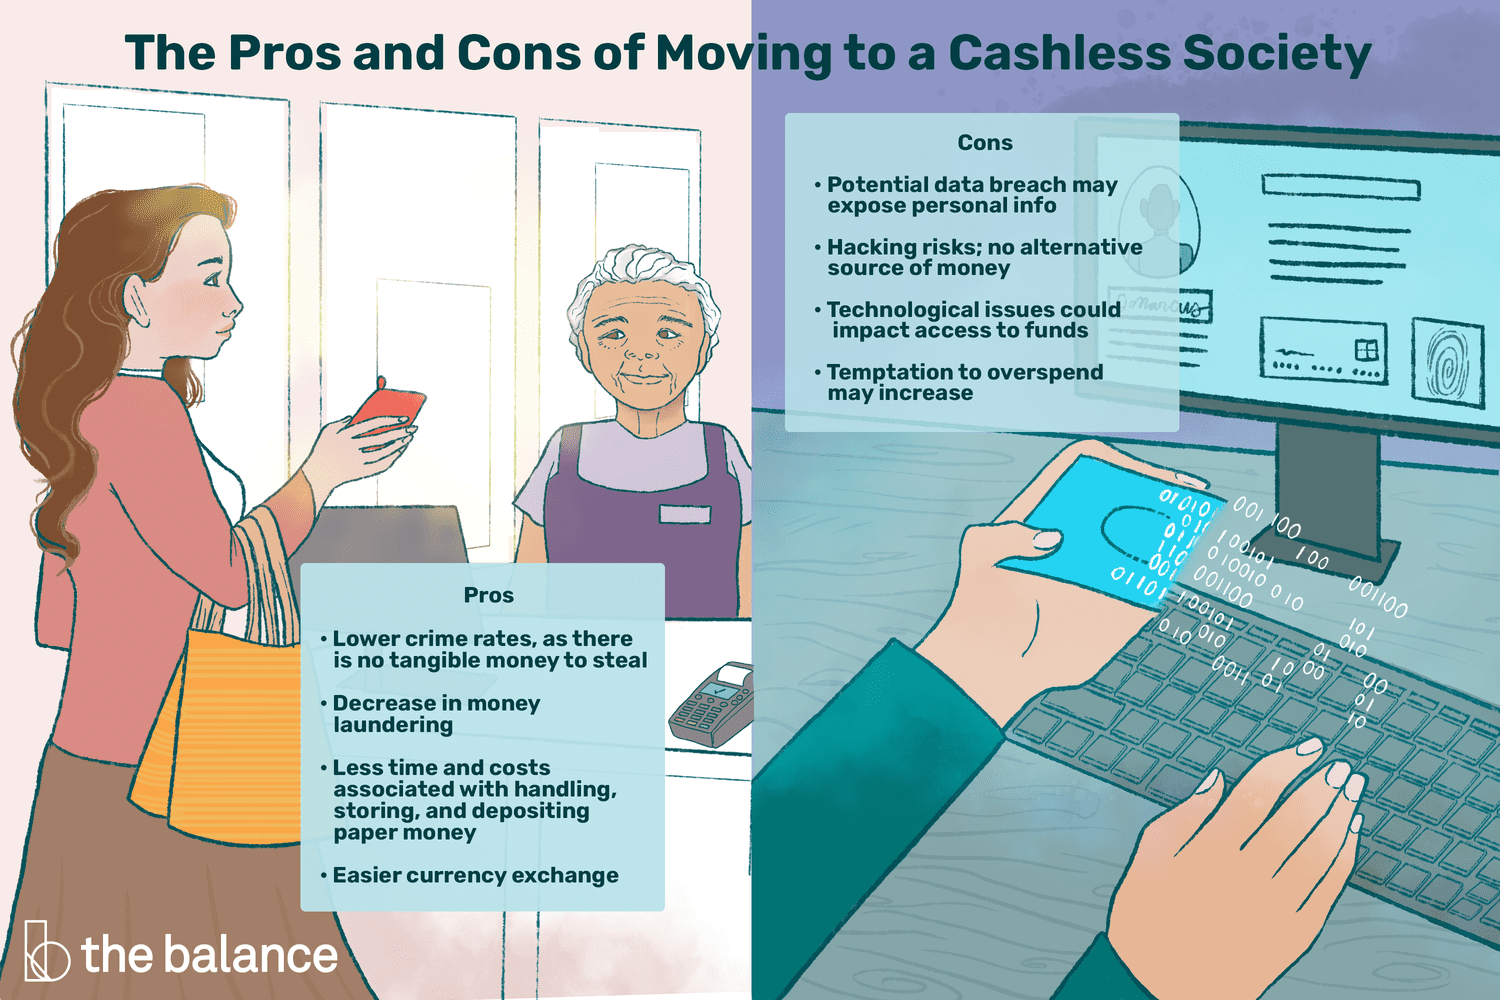 The Pros and Cons of Moving to a Cashless Society
Pros
• Lower crime rates, as there
is no tangible money to steal
• Decrease in money
laundering
• Less time and costs
associated with handling,
storing, and depositing
paper money
• Easier currency exchange
Cons
• Potential data breach may
expose personal info
• Hacking risks; no alternative
source of money
• Technological issues could
impact access to funds
• Temptation to overspend
may increase
the balance